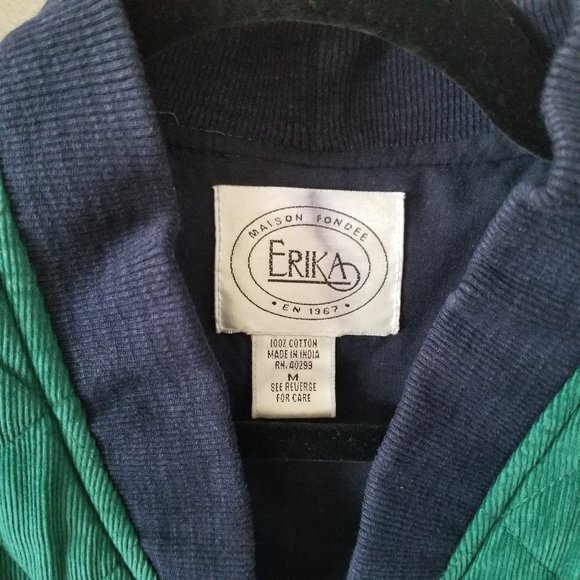 MAISON FONDEE
ERIKA
• EN 1967 •
100% COTTON
MADE IN INDIA
RN: 40299
M
SEE REVERSE
FOR CARE